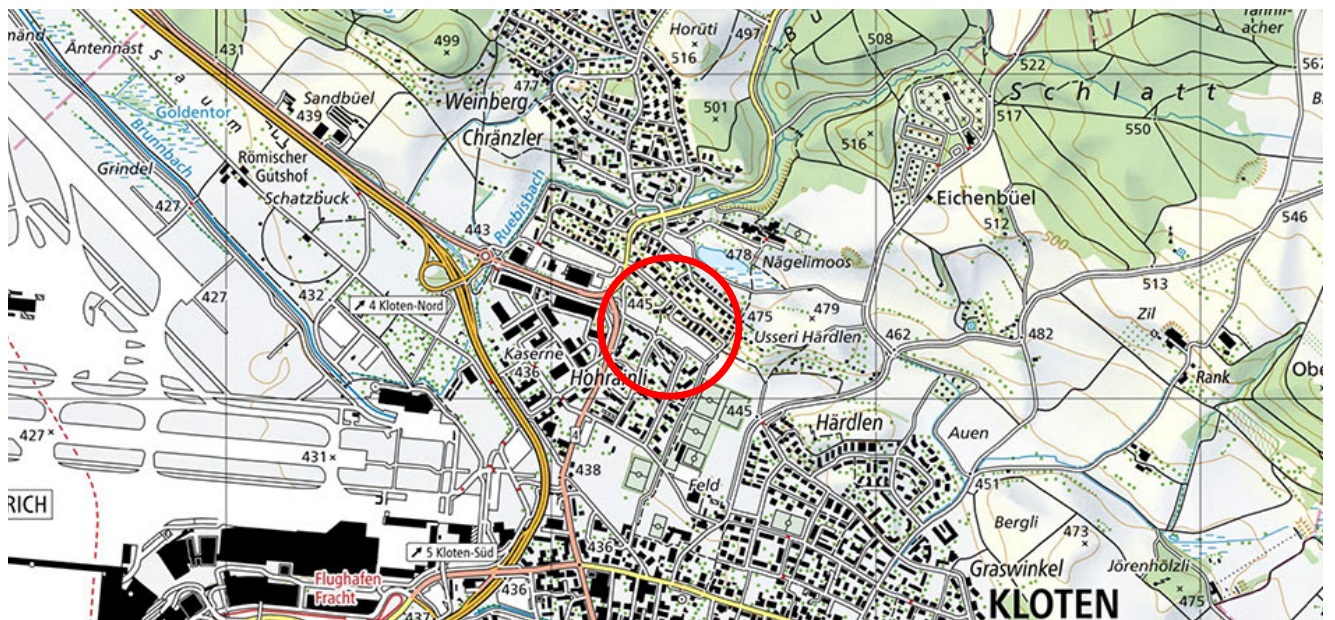 mänd
Antennast
431
499
Horüti
516
497
508
522
567
S a u m
477
Weinberg
Sandbüel
439
501
516
S c h l a t t
517
550
Goldentor
Brunnbach
Chränzler
Grindel
Römischer
Gutshof
Schatzbuck
427
443
Ruebisbach
Eichenbüel
512
500
546
478
Nägelimoos
513
427
432
4 Kloten-Nord
445
475
479
Usseri Härdlen
462
482
Zil
Kaserne
436
Hohrainli
Rank
Obe
445
Härdlen
Auen
427
431
4
438
Feld
451
RICH
Bergli
473
5 Kloten-Süd
436
Flughafen
Fracht
436
437
Graswinkel
Jörenhölzli
475
KLOTEN